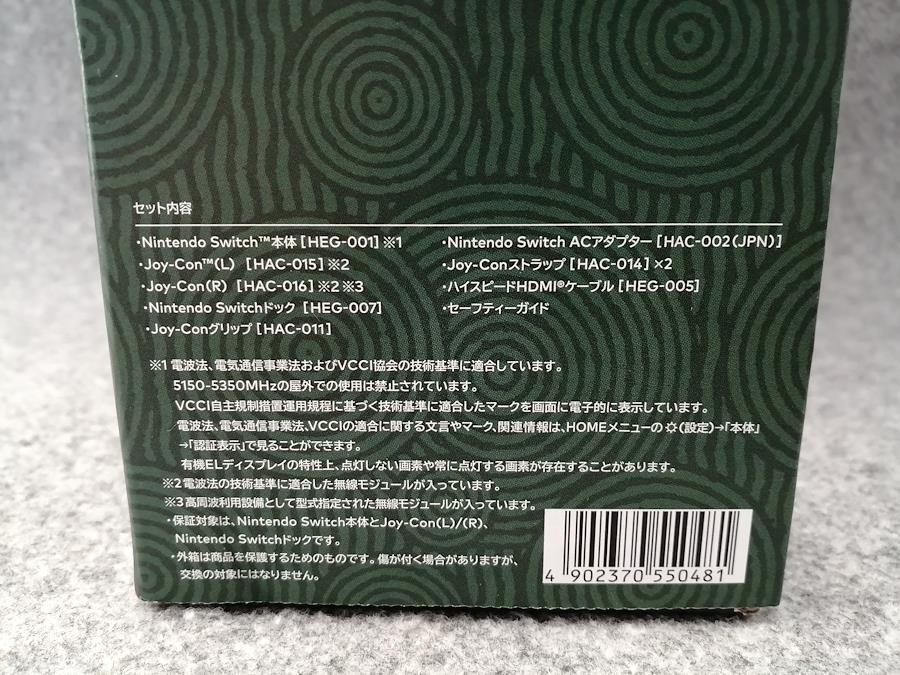 セット内容
・Nintendo Switch™本体 [HEG-001] ※1
・Joy-Con™(L) [HAC-015] ※2
・Joy-Con(R) [HAC-016] ※2 ※3
・Nintendo Switchドック [HEG-007]
・Joy-Conグリップ [HAC-011]
・Nintendo Switch ACアダプター [HAC-002(JPN)]
・Joy-Conストラップ [HAC-014] ×2
・ハイスピードHDMI®ケーブル [HEG-005]
・セーフティーガイド
※1 電波法、電気通信事業法およびVCCI協会の技術基準に適合しています。
5150-5350MHzの屋外での使用は禁止されています。
VCCI自主規制措置運用規程に基づく技術基準に適合したマークを画面に電子的に表示しています。
電波法、電気通信事業法、VCCIの適合に関する文言やマーク、関連情報は、HOMEメニューの(設定)→「本体」
→「認証表示」で見ることができます。
有機ELディスプレイの特性上、点灯しない画素や常に点灯する画素が存在することがあります。
※2 電波法の技術基準に適合した無線モジュールが入っています。
※3 高周波利用設備として型式指定された無線モジュールが入っています。
・保証対象は、Nintendo Switch本体とJoy-Con(L)/(R)、
Nintendo Switchドックです。
・外箱は商品を保護するためのものです。傷が付く場合がありますが、
交換の対象にはなりません。
4 902370 550481